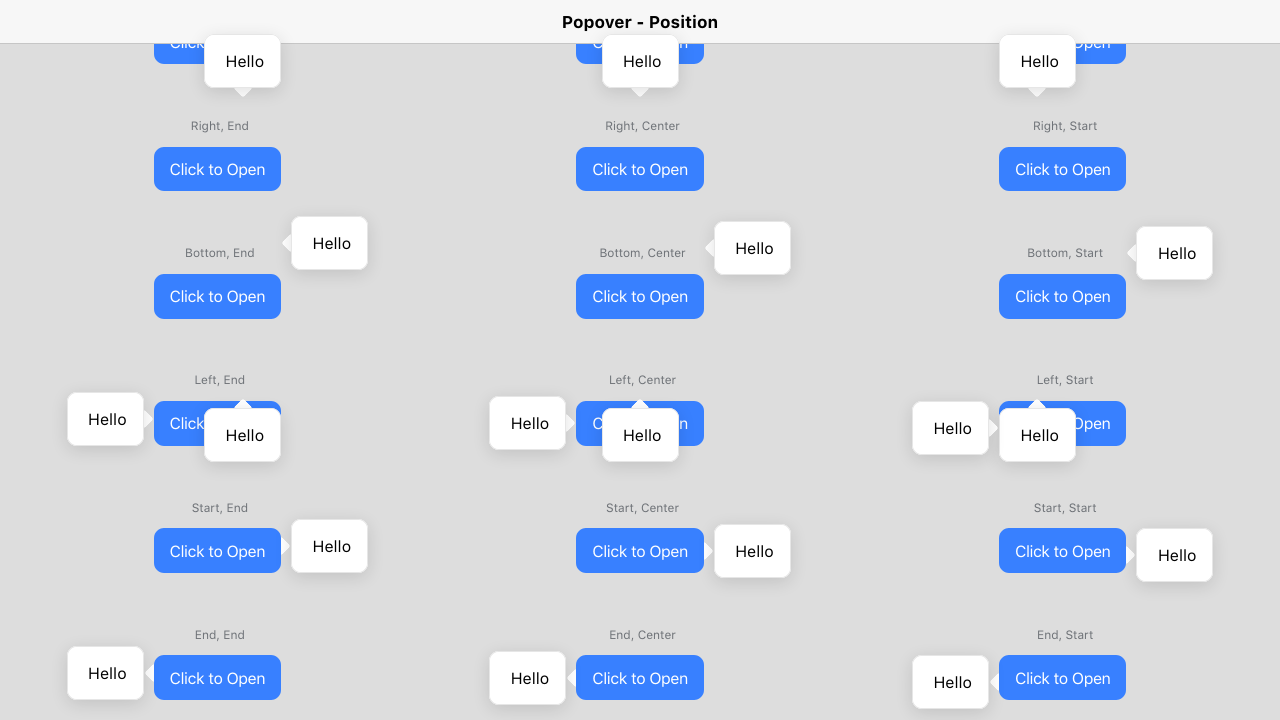 Popover - Position
Click
Hello
Hello
Hello
Open
Right, End
Right, Center
Right, Start
Click to Open
Click to Open
Click to Open
Hello
Hello
Hello
Bottom, End
Bottom, Center
Bottom, Start
Click to Open
Click to Open
Click to Open
Left, End
Left, Center
Left, Start
Hello
Click
Hello
Hello
Hello
Hello
Hello
Open
Start, End
Start, Center
Start, Start
Click to Open
Hello
Click to Open
Hello
Click to Open
Hello
End, End
End, Center
End, Start
Hello
Click to Open
Hello
Click to Open
Hello
Click to Open